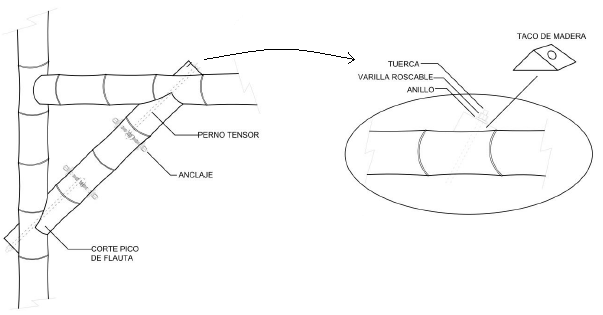 TACO DE MADERA
TUERCA
VARILLA ROSCABLE
ANILLO
PERNO TENSOR
ANCLAJE
CORTE PICO
DE FLAUTA